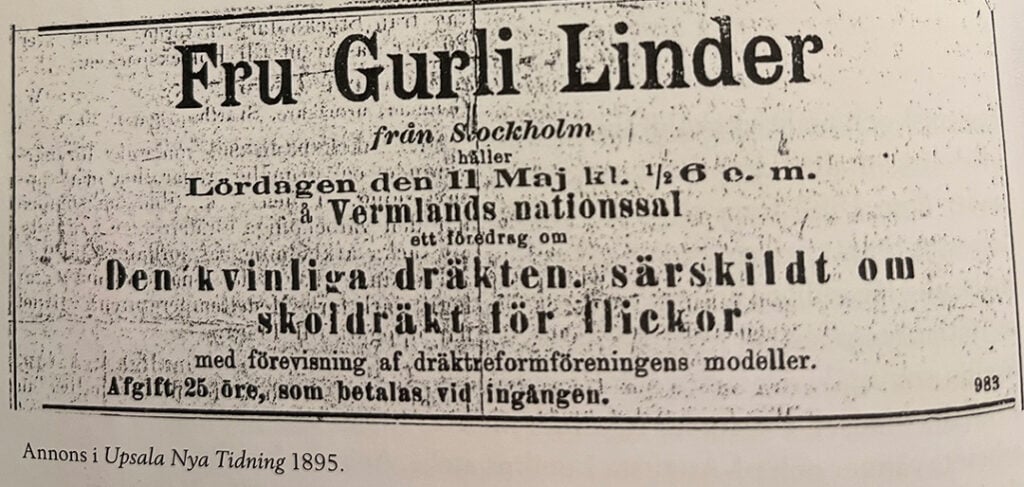 Fru Gurli Linder
från Stockholm
håller
Lördagen den 11 Maj kl. ½6 e. m.
å Vermlands nationssal
ett föredrag om
Den kvinliga dräkten, särskildt om
skoldräkt för flickor
med förevisning af dräktreformföreningens modeller.
Afgift 25 öre, som betalas vid ingången.
983
Annons i Upsala Nya Tidning 1895.